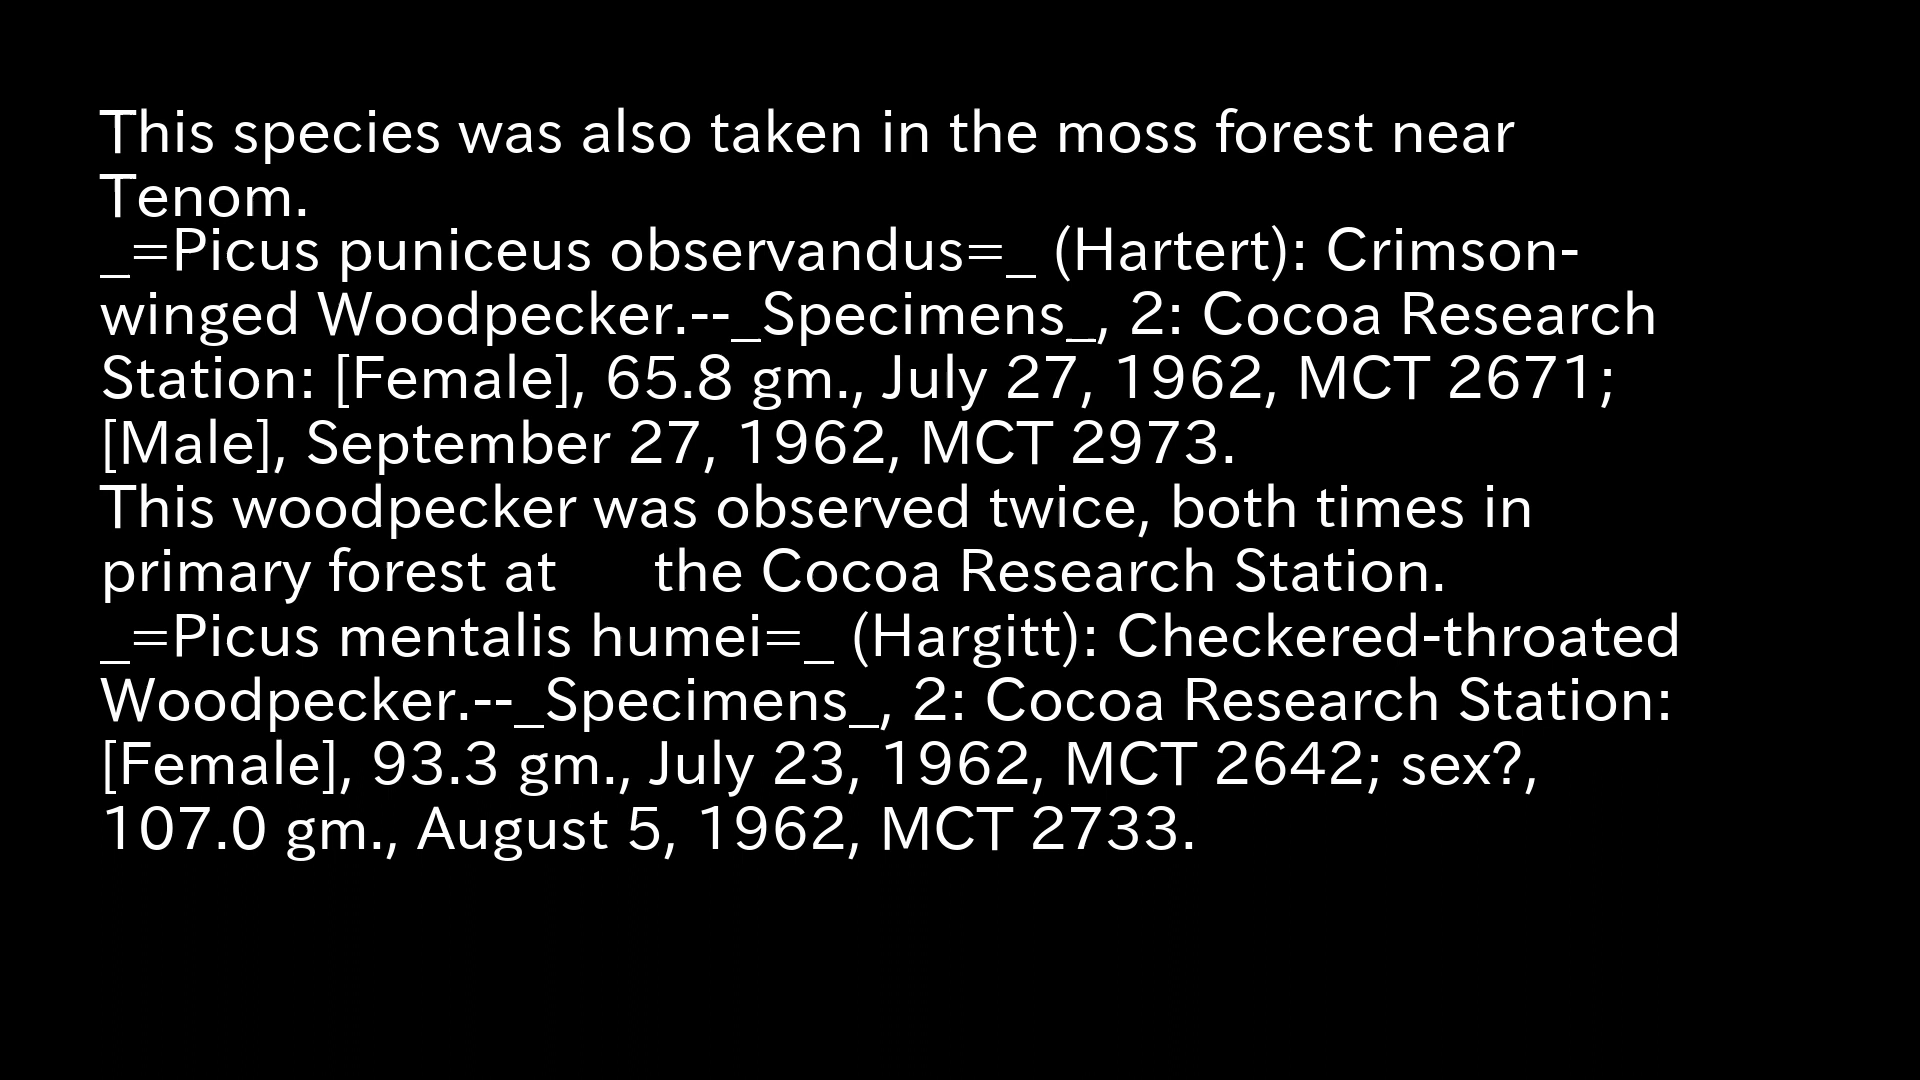 This species was also taken in the moss forest near
Tenom.
_=Picus puniceus observandus=_ (Hartert): Crimson-
winged Woodpecker.--_Specimens_, 2: Cocoa Research
Station: [Female], 65.8 gm., July 27, 1962, MCT 2671;
[Male], September 27, 1962, MCT 2973.
This woodpecker was observed twice, both times in
primary forest at      the Cocoa Research Station.
_=Picus mentalis humei=_ (Hargitt): Checkered-throated
Woodpecker.--_Specimens_, 2: Cocoa Research Station:
[Female], 93.3 gm., July 23, 1962, MCT 2642; sex?,
107.0 gm., August 5, 1962, MCT 2733.